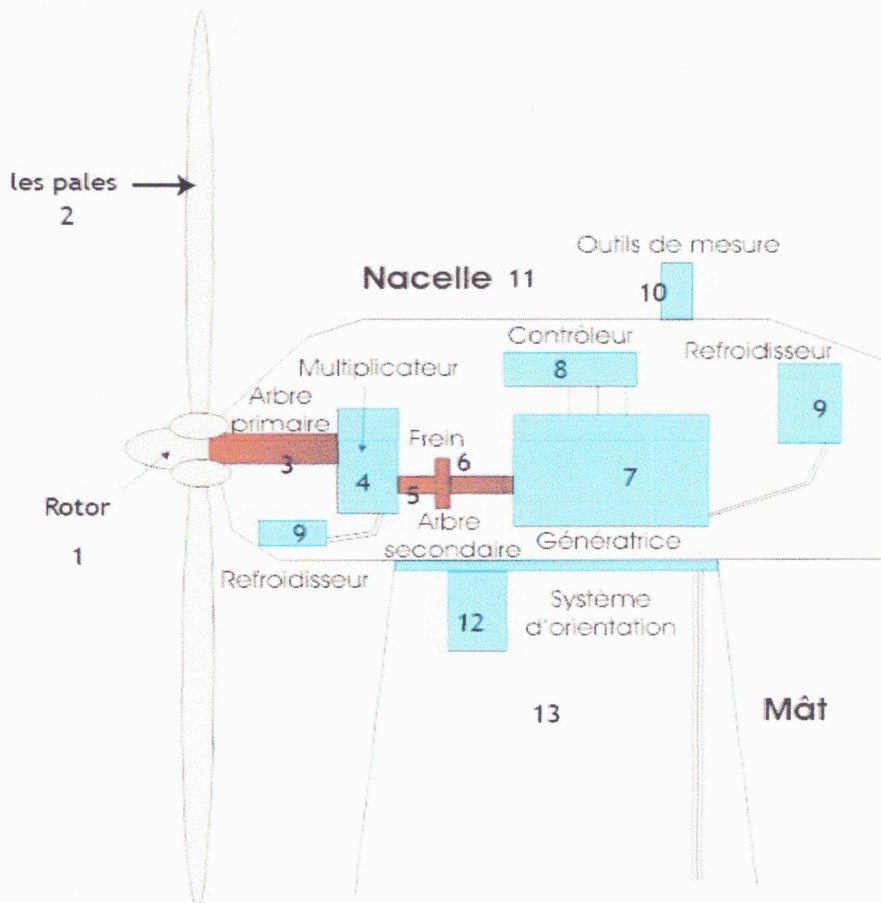 les pales
2
Outils de mesure
Nacelle 11
10
Contrôleur
8
Refroidisseur
9
Multiplicateur
Arbre
primaire
3
4
Frein
6
5
7
Rotor
1
9
Arbre
secondaire
Génératrice
Refroidisseur
12
Système
d'orientation
13
Mât